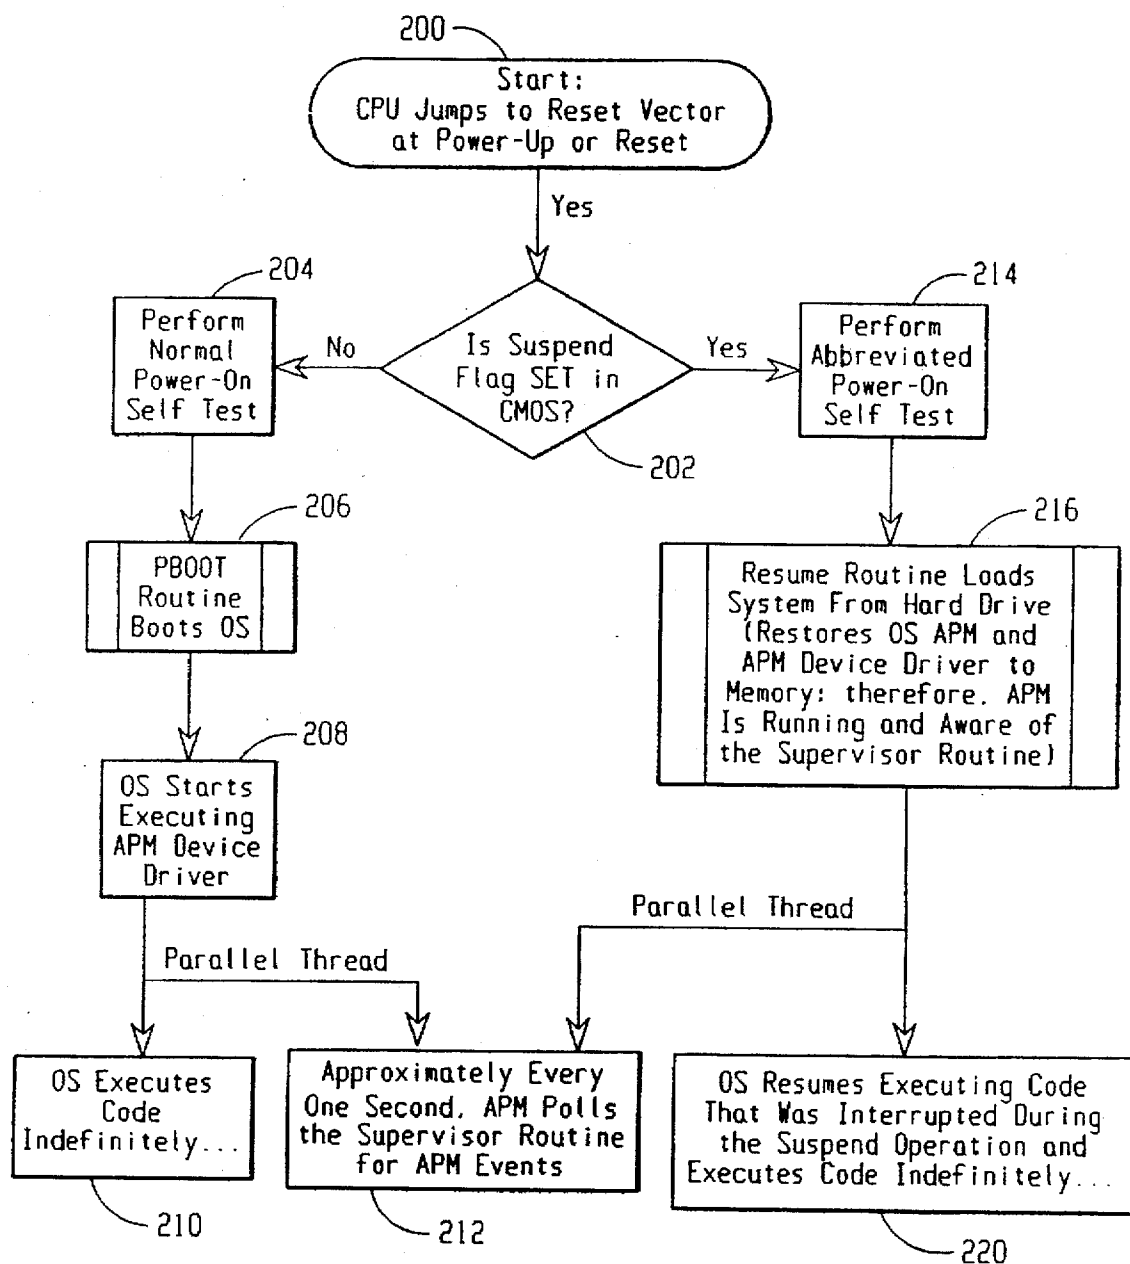 200
Start:
CPU Jumps to Reset Vector
at Power-Up or Reset
Yes
204
Perform
Normal
Power-On
Self Test
No
Is Suspend
Flag SET in
CMOS?
202
Yes
214
Perform
Abbreviated
Power-On
Self Test
206
PBOOT
Routine
Boots OS
216
Resume Routine Loads
System From Hard Drive
(Restores OS APM and
APM Device Driver to
Memory: therefore, APM
Is Running and Aware of
the Supervisor Routine)
208
OS Starts
Executing
APM Device
Driver
Parallel Thread
Parallel Thread
OS Executes
Code
Indefinitely...
210
Approximately Every
One Second, APM Polls
the Supervisor Routine
for APM Events
212
OS Resumes Executing Code
That Was Interrupted During
the Suspend Operation and
Executes Code Indefinitely...
220